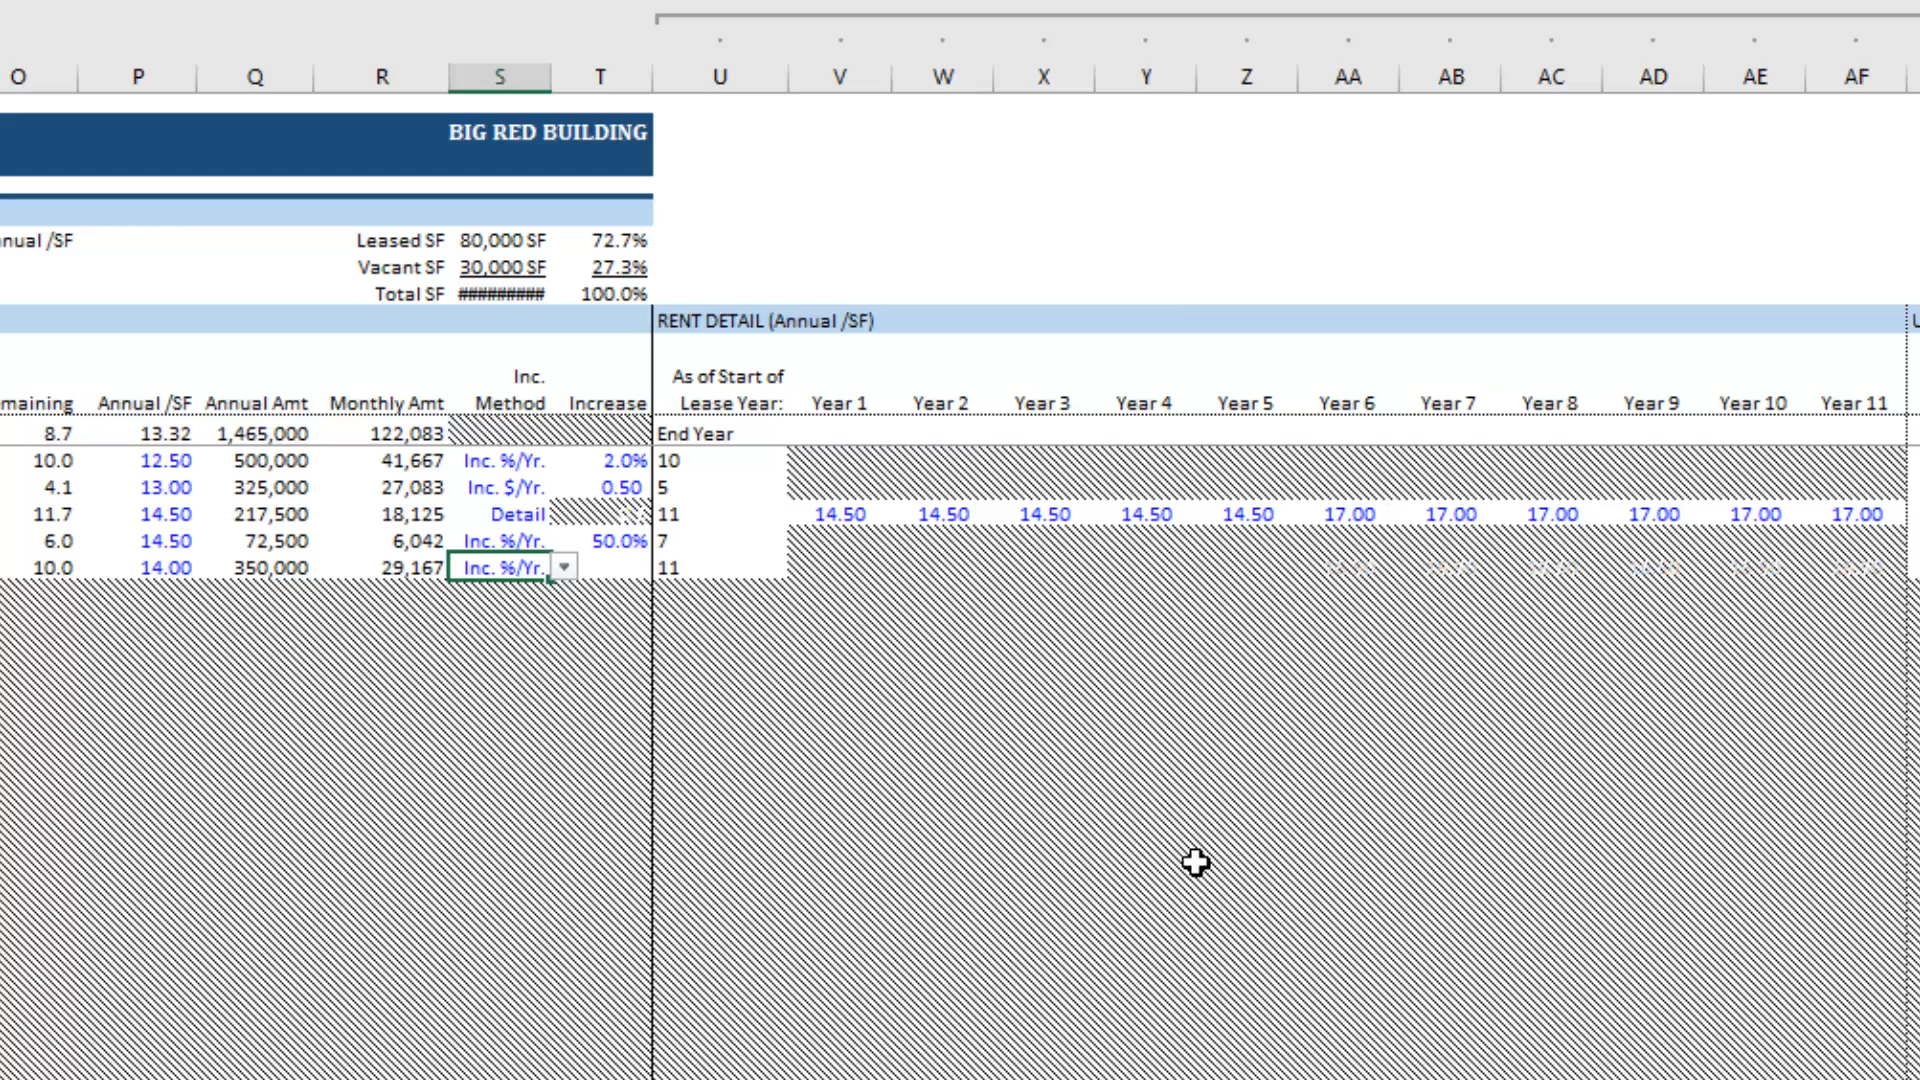 O P Q R S T U V W X Y Z AA AB AC AD AE AF
BIG RED BUILDING
nnual /SF Leased SF 80,000 SF 72.7%
Vacant SF 30,000 SF 27.3%
Total SF ######### 100.0%
RENT DETAIL (Annual /SF)
Inc. As of Start of
maining Annual /SF Annual Amt Monthly Amt Method Increase Lease Year: Year 1 Year 2 Year 3 Year 4 Year 5 Year 6 Year 7 Year 8 Year 9 Year 10 Year 11
8.7 13.32 1,465,000 122,083 End Year
10.0 12.50 500,000 41,667 Inc. %/Yr. 2.0% 10
4.1 13.00 325,000 27,083 Inc. $/Yr. 0.50 5
11.7 14.50 217,500 18,125 Detail 11 14.50 14.50 14.50 14.50 14.50 17.00 17.00 17.00 17.00 17.00 17.00
6.0 14.50 72,500 6,042 Inc. %/Yr. 50.0% 7
10.0 14.00 350,000 29,167 Inc. %/Yr. 11